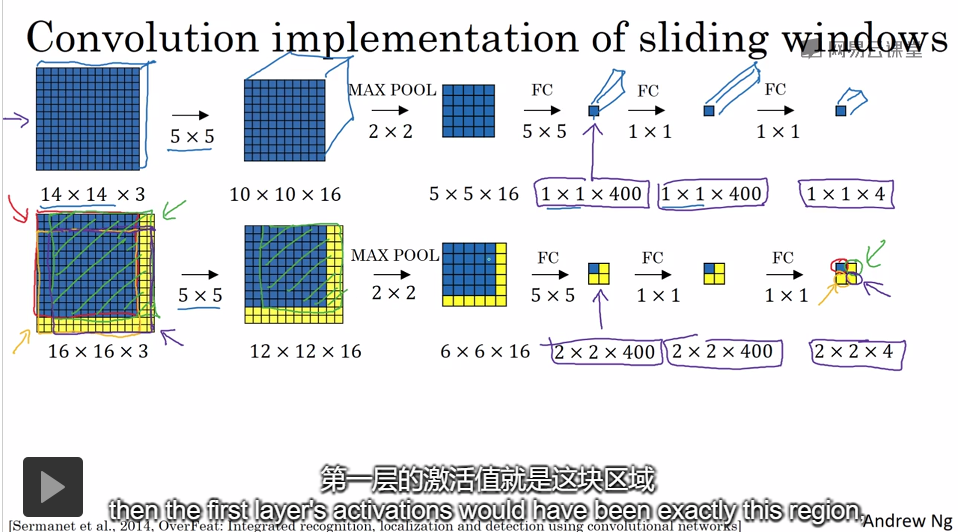 Convolution implementation of sliding windows
网易云课堂
MAX POOL FC FC FC
5 × 5 2 × 2 5 × 5 1 × 1 1 × 1
14 × 14 × 3 10 × 10 × 16 5 × 5 × 16 1 × 1 × 400 1 × 1 × 400 1 × 1 × 4
MAX POOL FC FC FC
5 × 5 2 × 2 5 × 5 1 × 1 1 × 1
16 × 16 × 3 12 × 12 × 16 6 × 6 × 16 2 × 2 × 400 2 × 2 × 400 2 × 2 × 4
第一层的激活值就是这块区域
then the first layer's activations would have been exactly this region.
[Sermanet et al., 2014, OverFeat: Integrated recognition, localization and detection using convolutional networks]
Andrew Ng